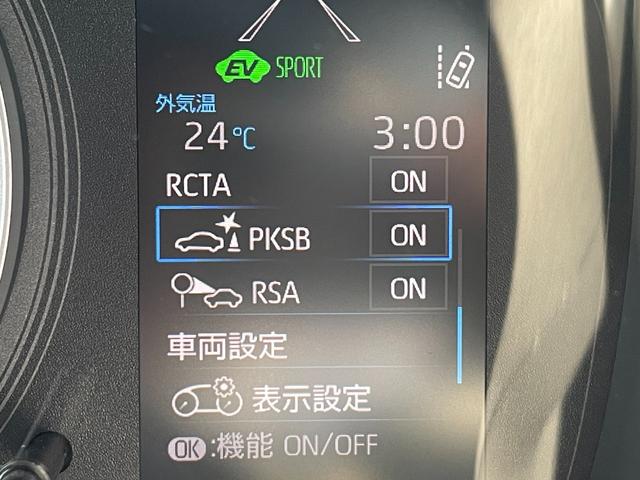 EV SPORT
外気温
24℃ 3:00
RCTA ON
PKSB ON
RSA ON
車両設定
表示設定
OK:機能 ON/OFF